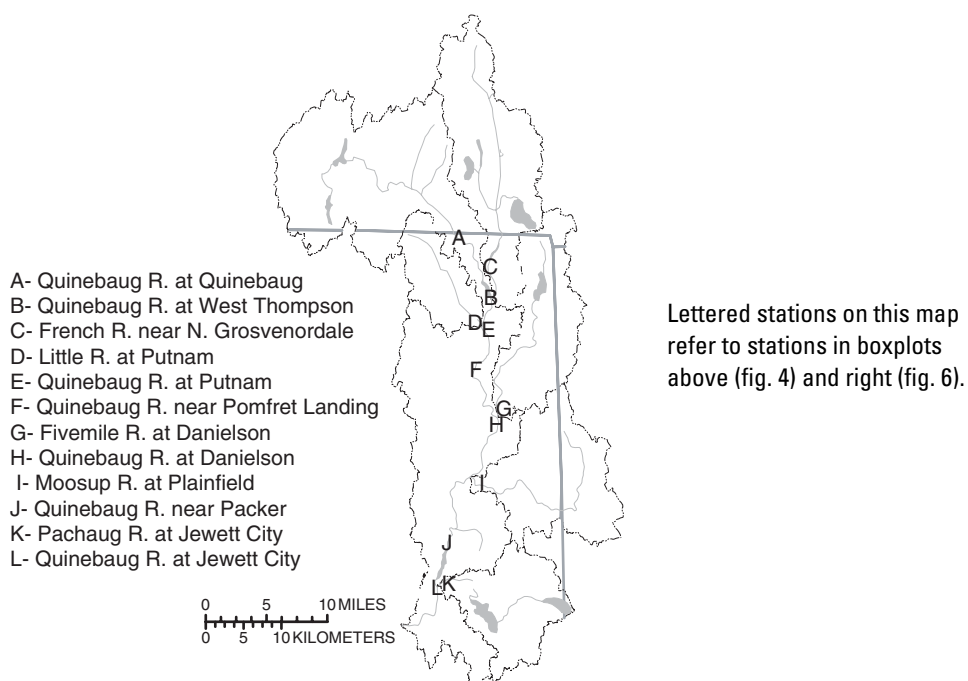 A- Quinebaug R. at Quinebaug
B- Quinebaug R. at West Thompson
C- French R. near N. Grosvenordale
D- Little R. at Putnam
E- Quinebaug R. at Putnam
F- Quinebaug R. near Pomfret Landing
G- Fivemile R. at Danielson
H- Quinebaug R. at Danielson
I- Moosup R. at Plainfield
J- Quinebaug R. near Packer
K- Pachaug R. at Jewett City
L- Quinebaug R. at Jewett City
0 5 10 MILES
0 5 10 KILOMETERS
A
C
B
D
E
F
G
H
I
J
L K
Lettered stations on this map
refer to stations in boxplots
above (fig. 4) and right (fig. 6).